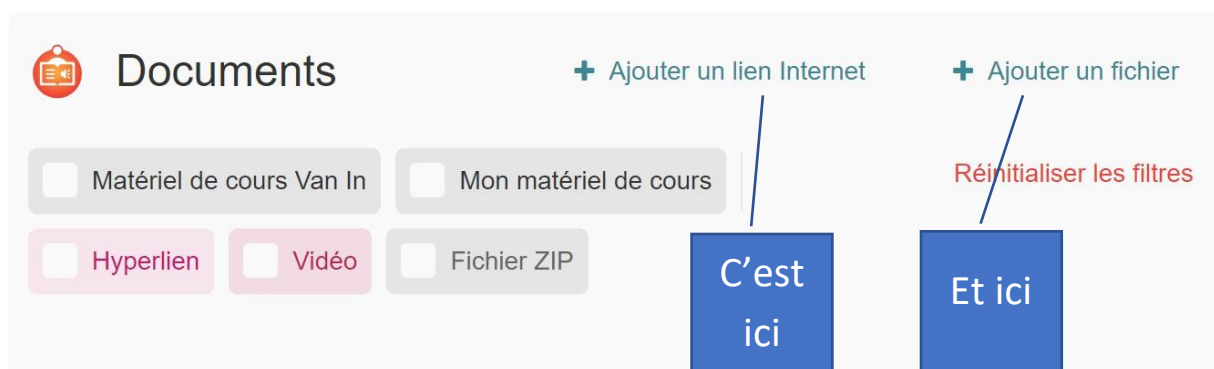 Documents
+ Ajouter un lien Internet
+ Ajouter un fichier
Matériel de cours Van In
Mon matériel de cours
Réinitialiser les filtres
Hyperlien
Vidéo
Fichier ZIP
C’est
ici
Et ici